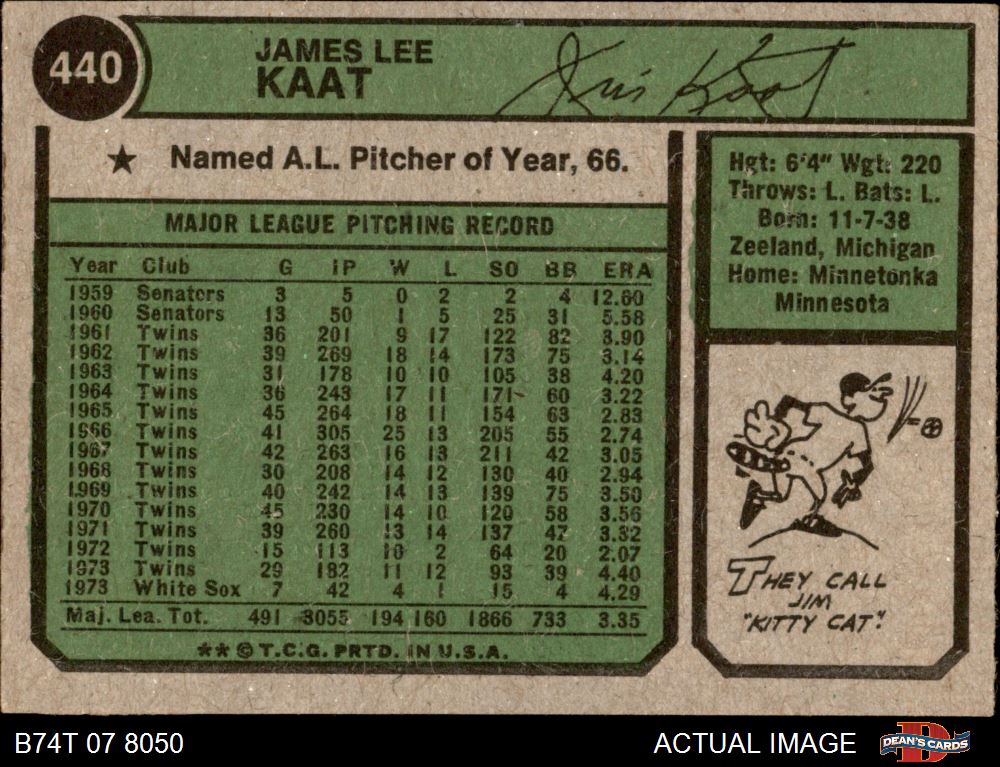 440
JAMES LEE
KAAT
Jim Kaat
★ Named A.L. Pitcher of Year, 66.
MAJOR LEAGUE PITCHING RECORD
Year Club G IP W L SO BB ERA
1959 Senators 3 5 0 2 2 4 12.60
1960 Senators 13 50 1 5 25 31 5.58
1961 Twins 36 201 9 17 122 82 3.90
1962 Twins 39 269 18 14 173 75 3.14
1963 Twins 31 178 10 10 105 38 4.20
1964 Twins 36 243 17 11 171 60 3.22
1965 Twins 45 264 18 11 154 63 2.83
1966 Twins 41 305 25 13 205 55 2.74
1967 Twins 42 263 16 13 211 42 3.05
1968 Twins 30 208 14 12 130 40 2.94
1969 Twins 40 242 14 13 139 75 3.50
1970 Twins 45 230 14 10 120 58 3.56
1971 Twins 39 260 13 14 137 47 3.32
1972 Twins 15 113 10 2 64 20 2.07
1973 Twins 29 182 11 12 93 39 4.40
1973 White Sox 7 42 4 1 15 4 4.29
Maj. Lea. Tot. 491 3055 194 160 1866 733 3.35
** © T.C.G. PRTD. IN U.S.A.
Hgt: 6'4" Wgt: 220
Throws: L. Bats: L.
Born: 11-7-38
Zeeland, Michigan
Home: Minnetonka
Minnesota
THEY CALL
JIM
"KITTY CAT."
B74T 07 8050
ACTUAL IMAGE
DEAN'S CARDS